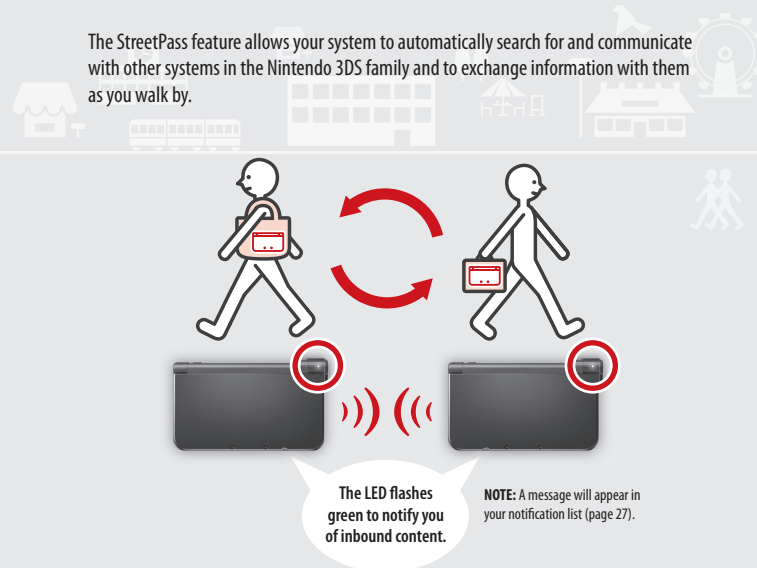 The StreetPass feature allows your system to automatically search for and communicate
with other systems in the Nintendo 3DS family and to exchange information with them
as you walk by.
The LED flashes
green to notify you
of inbound content.
NOTE: A message will appear in
your notification list (page 27).